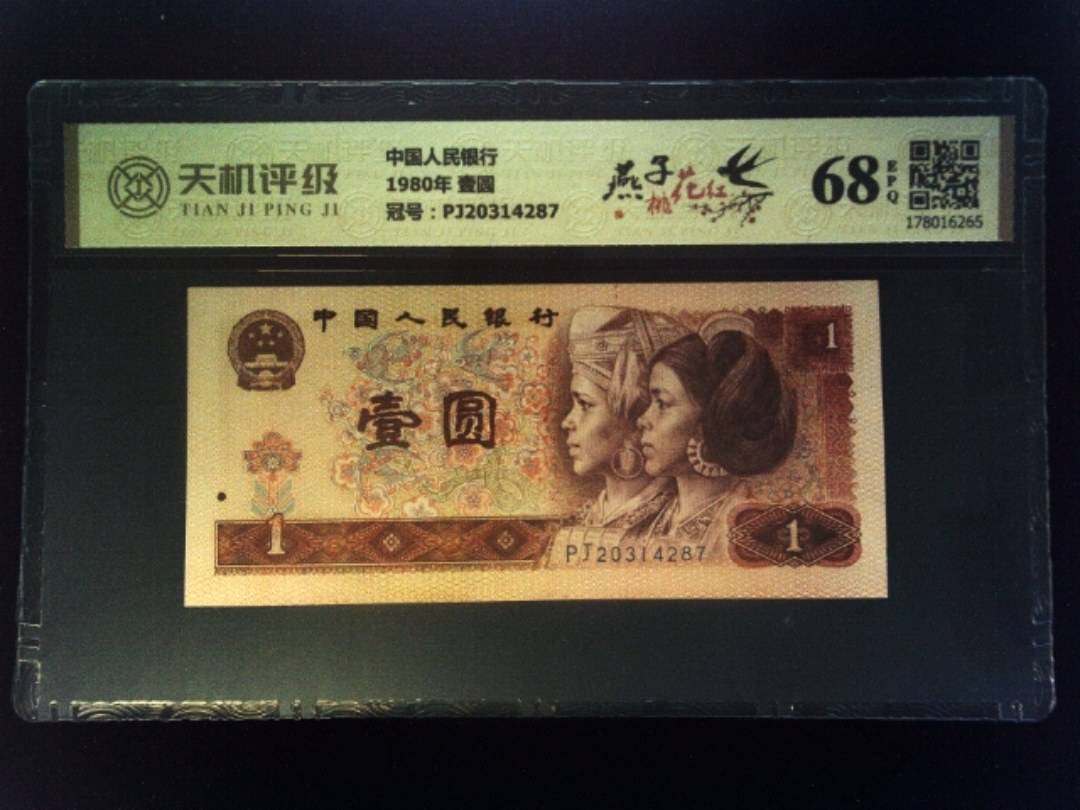 天机评级
TIAN JI PING JI
中国人民银行
1980年 壹圆
冠号：PJ20314287
燕子
桃花红
68
EPQ
178016265
中国人民银行
1
壹圆
1
PJ20314287
1